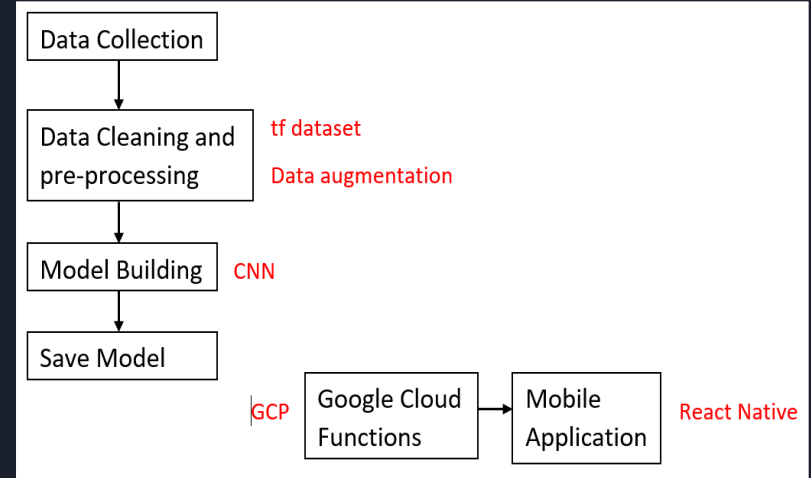 Data Collection
Data Cleaning and
pre-processing
tf dataset
Data augmentation
Model Building
CNN
Save Model
GCP
Google Cloud
Functions
Mobile
Application
React Native